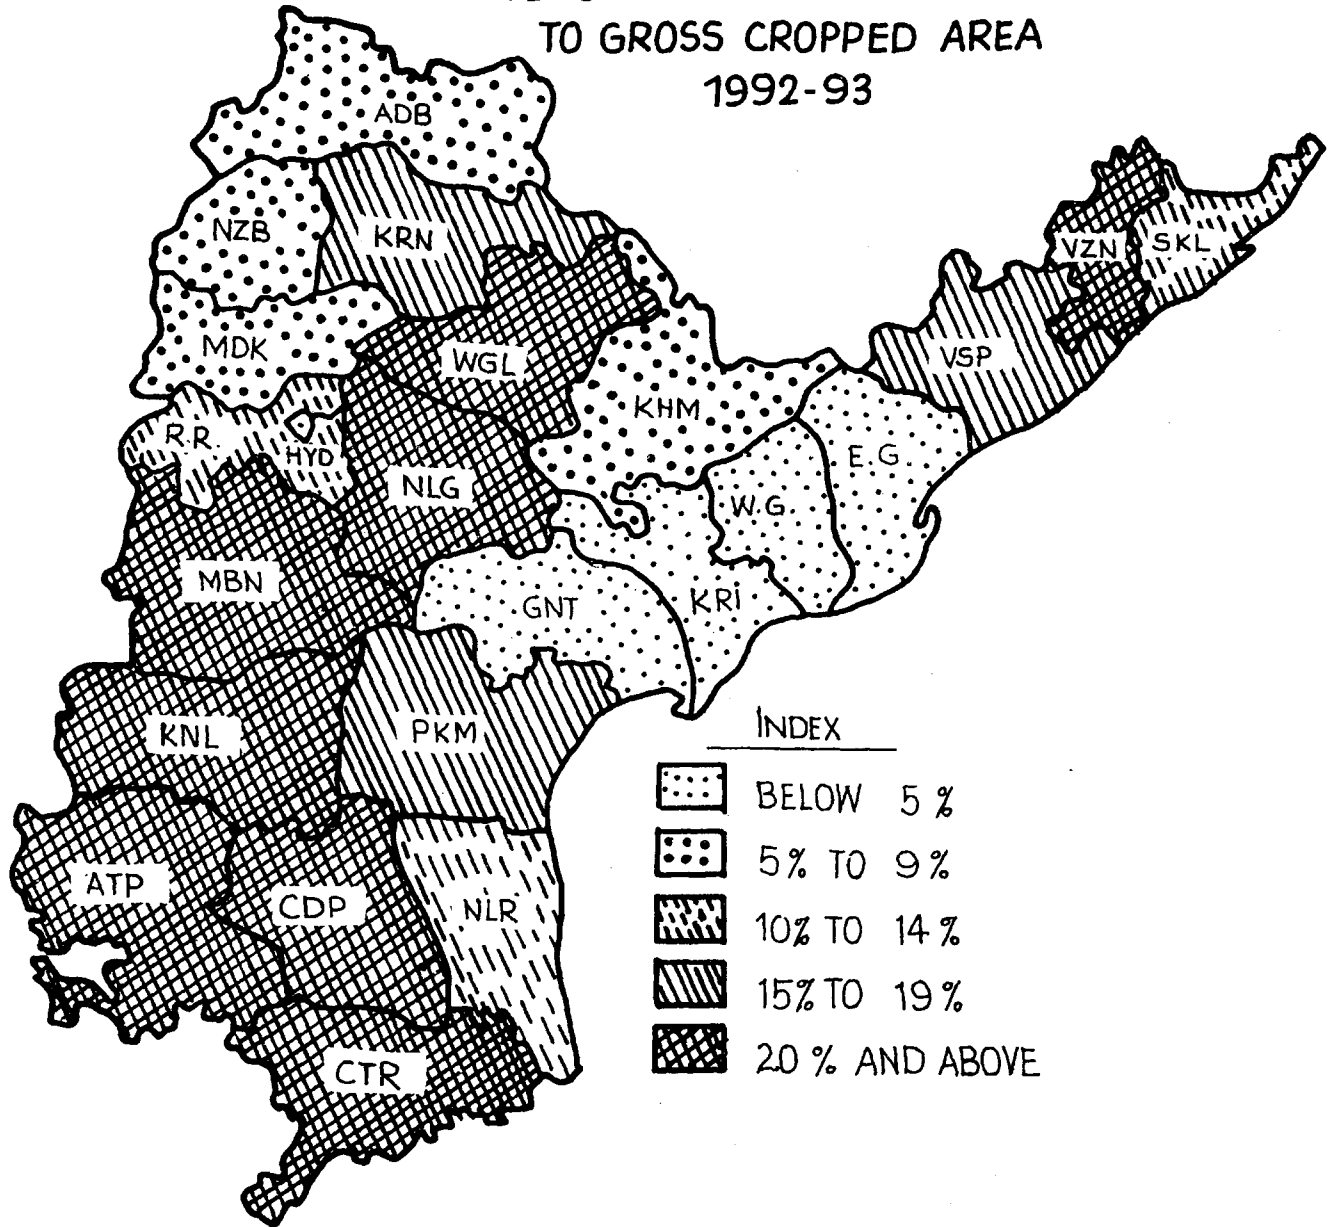 TO GROSS CROPPED AREA
1992-93
ADB
NZB
KRN
MDK
WGL
VZN
SKL
VSP
KHM
R.R.
HYD
NLG
E.G.
W.G.
MBN
GNT
KRI
KNL
PKM
ATP
CDP
NLR
CTR
INDEX
BELOW 5%
5% TO 9%
10% TO 14%
15% TO 19%
20% AND ABOVE